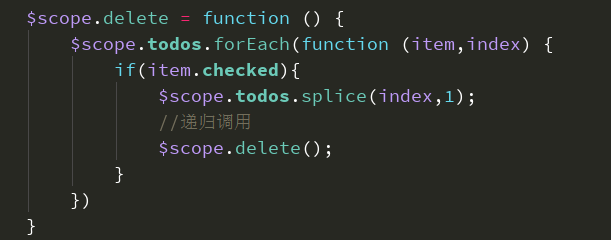 $scope.delete = function () {
    $scope.todos.forEach(function (item,index) {
        if(item.checked){
            $scope.todos.splice(index,1);
            //递归调用
            $scope.delete();
        }
    })
}